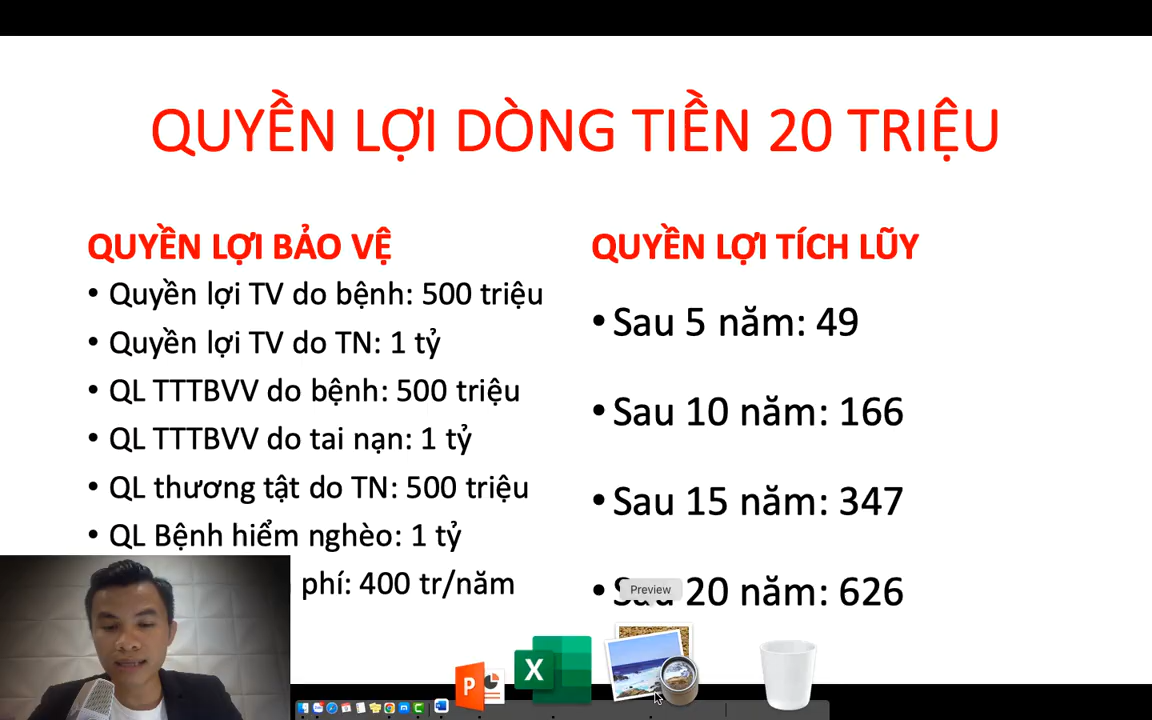 QUYỀN LỢI DÒNG TIỀN 20 TRIỆU
QUYỀN LỢI BẢO VỆ
• Quyền lợi TV do bệnh: 500 triệu
• Quyền lợi TV do TN: 1 tỷ
• QL TTTBVV do bệnh: 500 triệu
• QL TTTBVV do tai nạn: 1 tỷ
• QL thương tật do TN: 500 triệu
• QL Bệnh hiểm nghèo: 1 tỷ
phí: 400 tr/năm
QUYỀN LỢI TÍCH LŨY
• Sau 5 năm: 49
• Sau 10 năm: 166
• Sau 15 năm: 347
• Sau 20 năm: 626
Preview
P
X